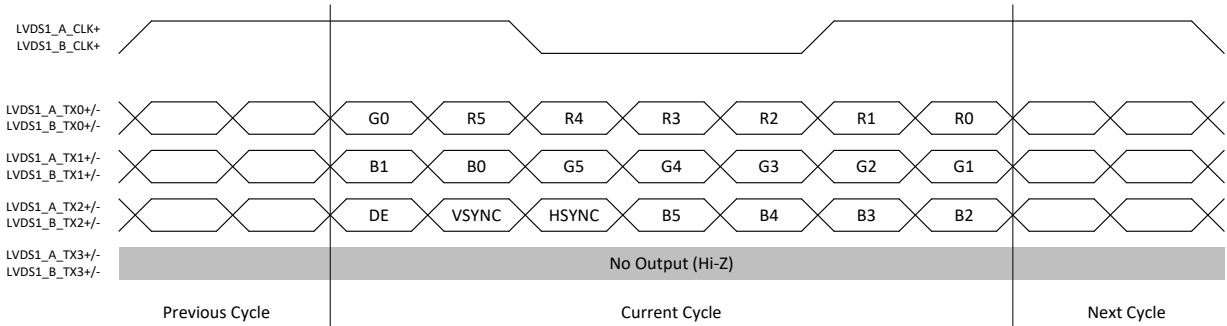 LVDS1_A_CLK+
LVDS1_B_CLK+
LVDS1_A_TX0+/-
LVDS1_B_TX0+/-
G0 R5 R4 R3 R2 R1 R0
LVDS1_A_TX1+/-
LVDS1_B_TX1+/-
B1 B0 G5 G4 G3 G2 G1
LVDS1_A_TX2+/-
LVDS1_B_TX2+/-
DE VSYNC HSYNC B5 B4 B3 B2
LVDS1_A_TX3+/-
LVDS1_B_TX3+/-
No Output (Hi-Z)
Previous Cycle Current Cycle Next Cycle